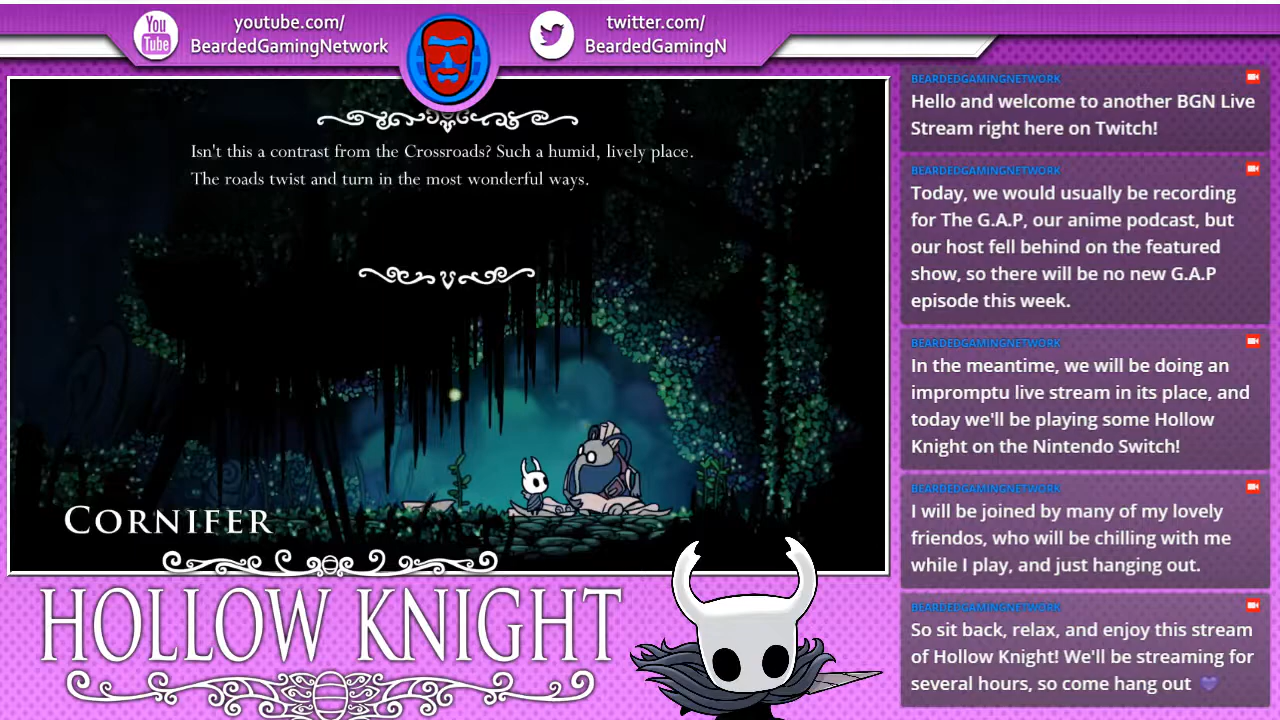 You
Tube
youtube.com/
BeardedGamingNetwork
twitter.com/
BeardedGamingN
Isn't this a contrast from the Crossroads? Such a humid, lively place.
The roads twist and turn in the most wonderful ways.
CORNIFER
HOLLOW KNIGHT
BEARDEDGAMINGNETWORK
Hello and welcome to another BGN Live
Stream right here on Twitch!
BEARDEDGAMINGNETWORK
Today, we would usually be recording
for The G.A.P, our anime podcast, but
our host fell behind on the featured
show, so there will be no new G.A.P
episode this week.
BEARDEDGAMINGNETWORK
In the meantime, we will be doing an
impromptu live stream in its place, and
today we'll be playing some Hollow
Knight on the Nintendo Switch!
BEARDEDGAMINGNETWORK
I will be joined by many of my lovely
friendos, who will be chilling with me
while I play, and just hanging out.
BEARDEDGAMINGNETWORK
So sit back, relax, and enjoy this stream
of Hollow Knight! We'll be streaming for
several hours, so come hang out 💜